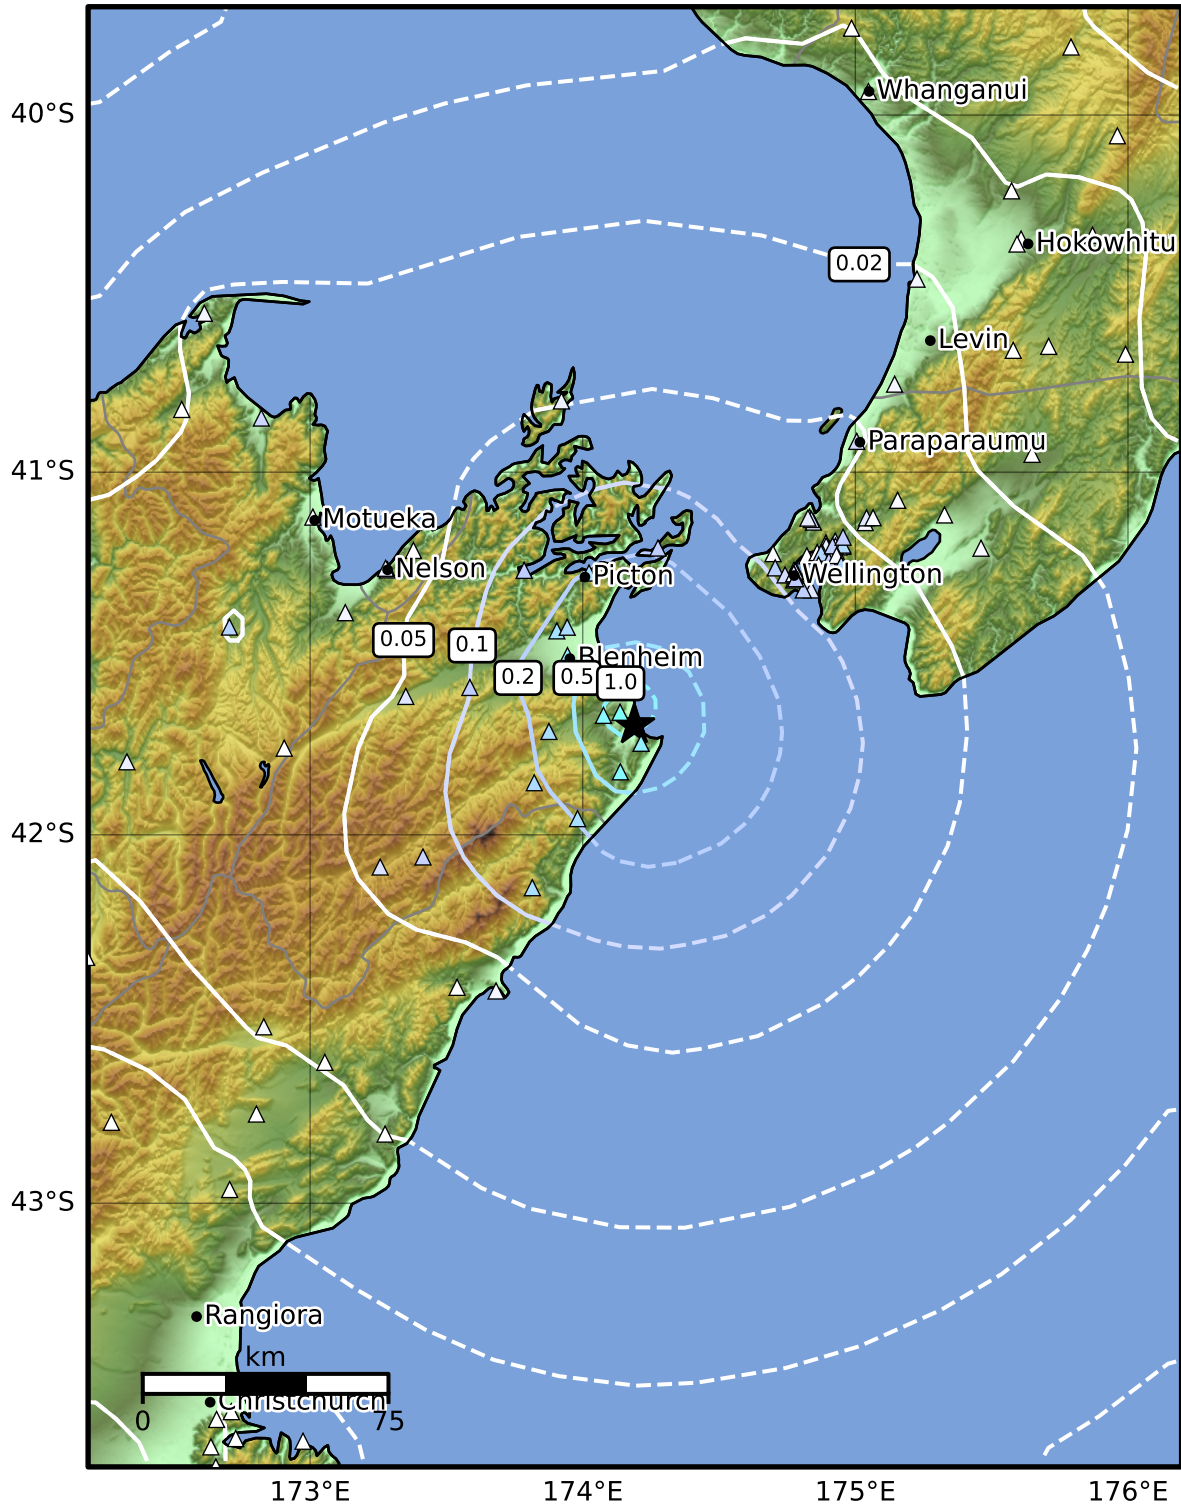 40°S
41°S
42°S
43°S
Whanganui
Hokowhitu
0.02
Levin
Paraparaumu
Motueka
Nelson
Picton
Wellington
0.05
0.1
Blenheim
0.2
0.5
1.0
Rangiora
km
Christchurch
0
75
173°E
174°E
175°E
176°E